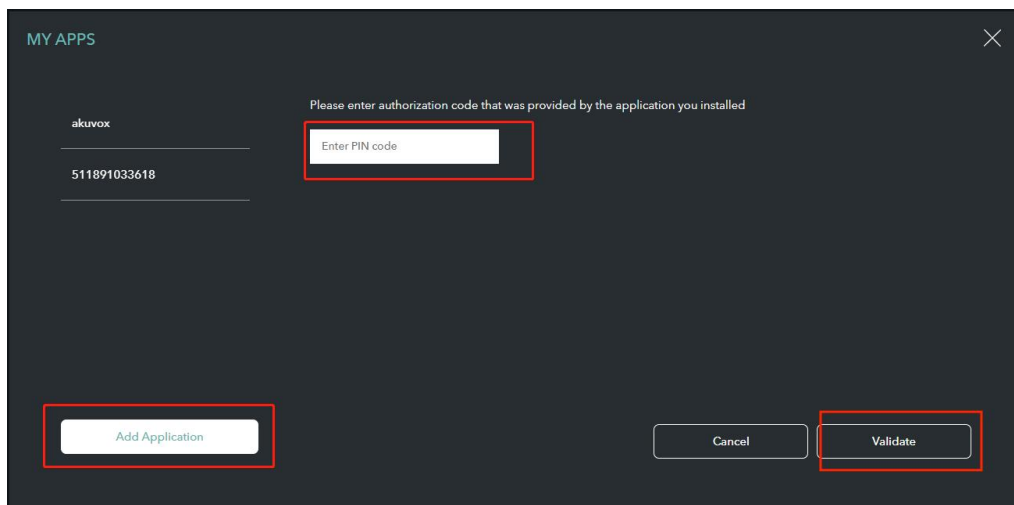 MY APPS
Please enter authorization code that was provided by the application you installed
akuvox
Enter PIN code
511891033618
Add Application
Cancel
Validate